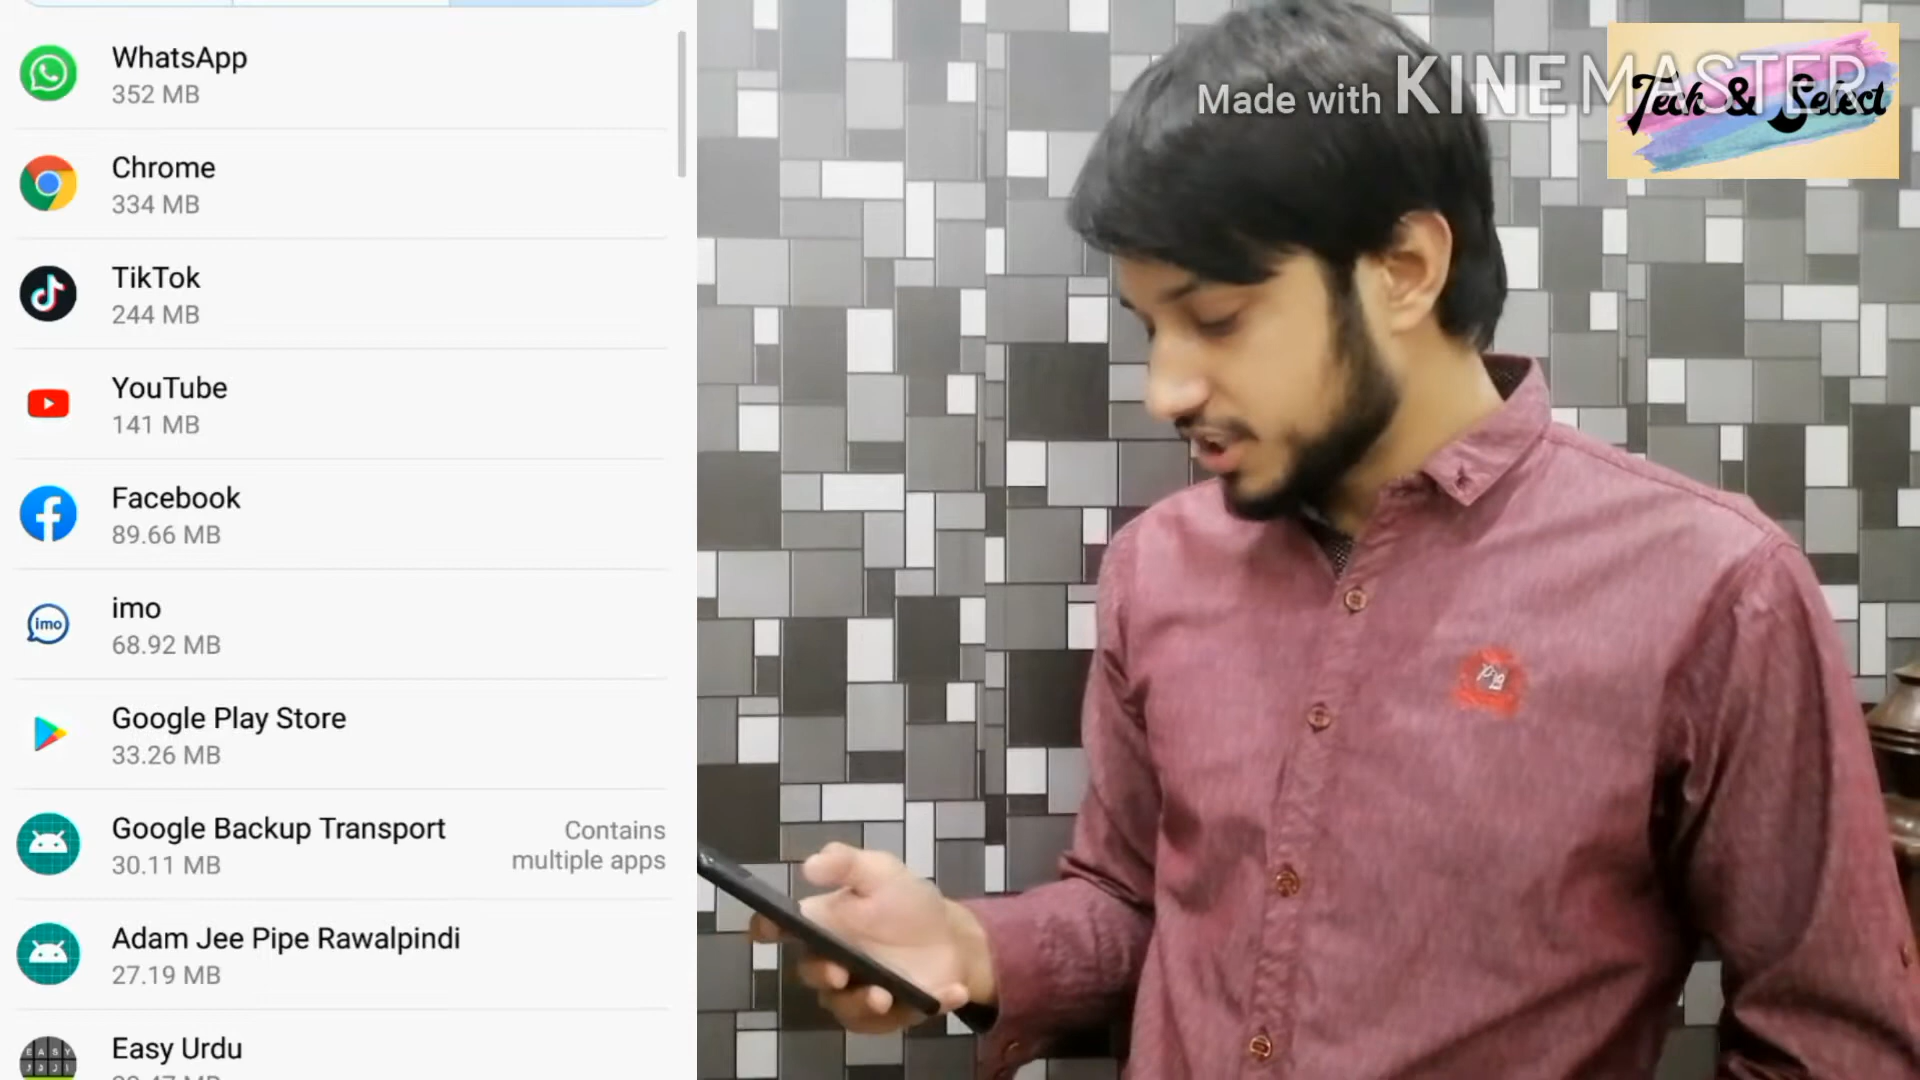 WhatsApp
352 MB
Chrome
334 MB
TikTok
244 MB
YouTube
141 MB
Facebook
89.66 MB
imo
imo
68.92 MB
Google Play Store
33.26 MB
Google Backup Transport
30.11 MB
Contains
multiple apps
Adam Jee Pipe Rawalpindi
27.19 MB
EASY
Easy Urdu
Made with KINEMASTER
Tech & Select